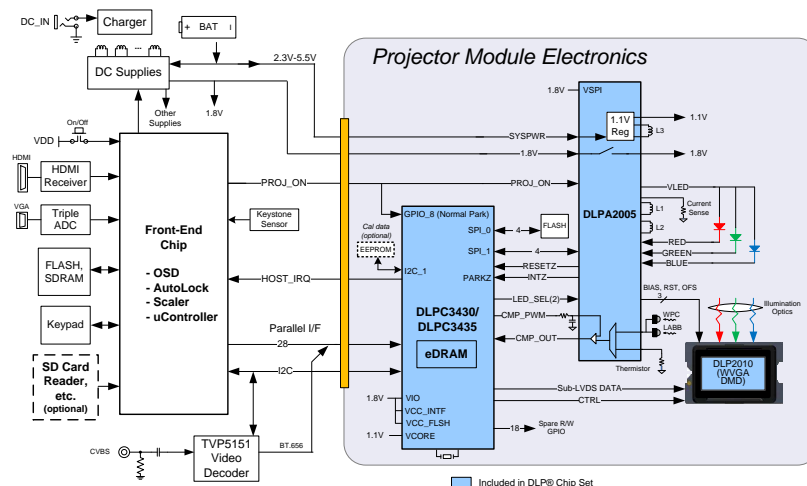 DC_IN
Charger
+ BAT
DC Supplies
2.3V-5.5V
Other
Supplies
1.8V
On/Off
VDD
HDMI
HDMI
Receiver
VGA
Triple
ADC
FLASH,
SDRAM
Keypad
SD Card
Reader,
etc.
(optional)
Front-End
Chip
- OSD
- AutoLock
- Scaler
- uController
Keystone
Sensor
PROJ_ON
HOST_IRQ
Parallel I/F
28
I2C
CVBS
TVP5151
Video
Decoder
BT.656
Projector Module Electronics
1.8V
VSPI
1.1V
Reg
1.1V
L3
SYSPWR
1.8V
1.8V
PROJ_ON
PROJ_ON
DLPA2005
VLED
Current
Sense
L1
L2
RED
GREEN
BLUE
GPIO_8 (Normal Park)
SPI_0
4
FLASH
SPI_1
4
Cal data
(optional)
EEPROM
I2C_1
RESETZ
PARKZ
INTZ
DLPC3430/
DLPC3435
eDRAM
LED_SEL(2)
CMP_PWM
CMP_OUT
BIAS, RST, OFS
3
WPC
LABB
Thermistor
Illumination
Optics
DLP2010
(WVGA
DMD)
Sub-LVDS DATA
CTRL
1.8V
VIO
VCC_INTF
VCC_FLSH
1.1V
VCORE
18
Spare R/W
GPIO
Included in DLP® Chip Set